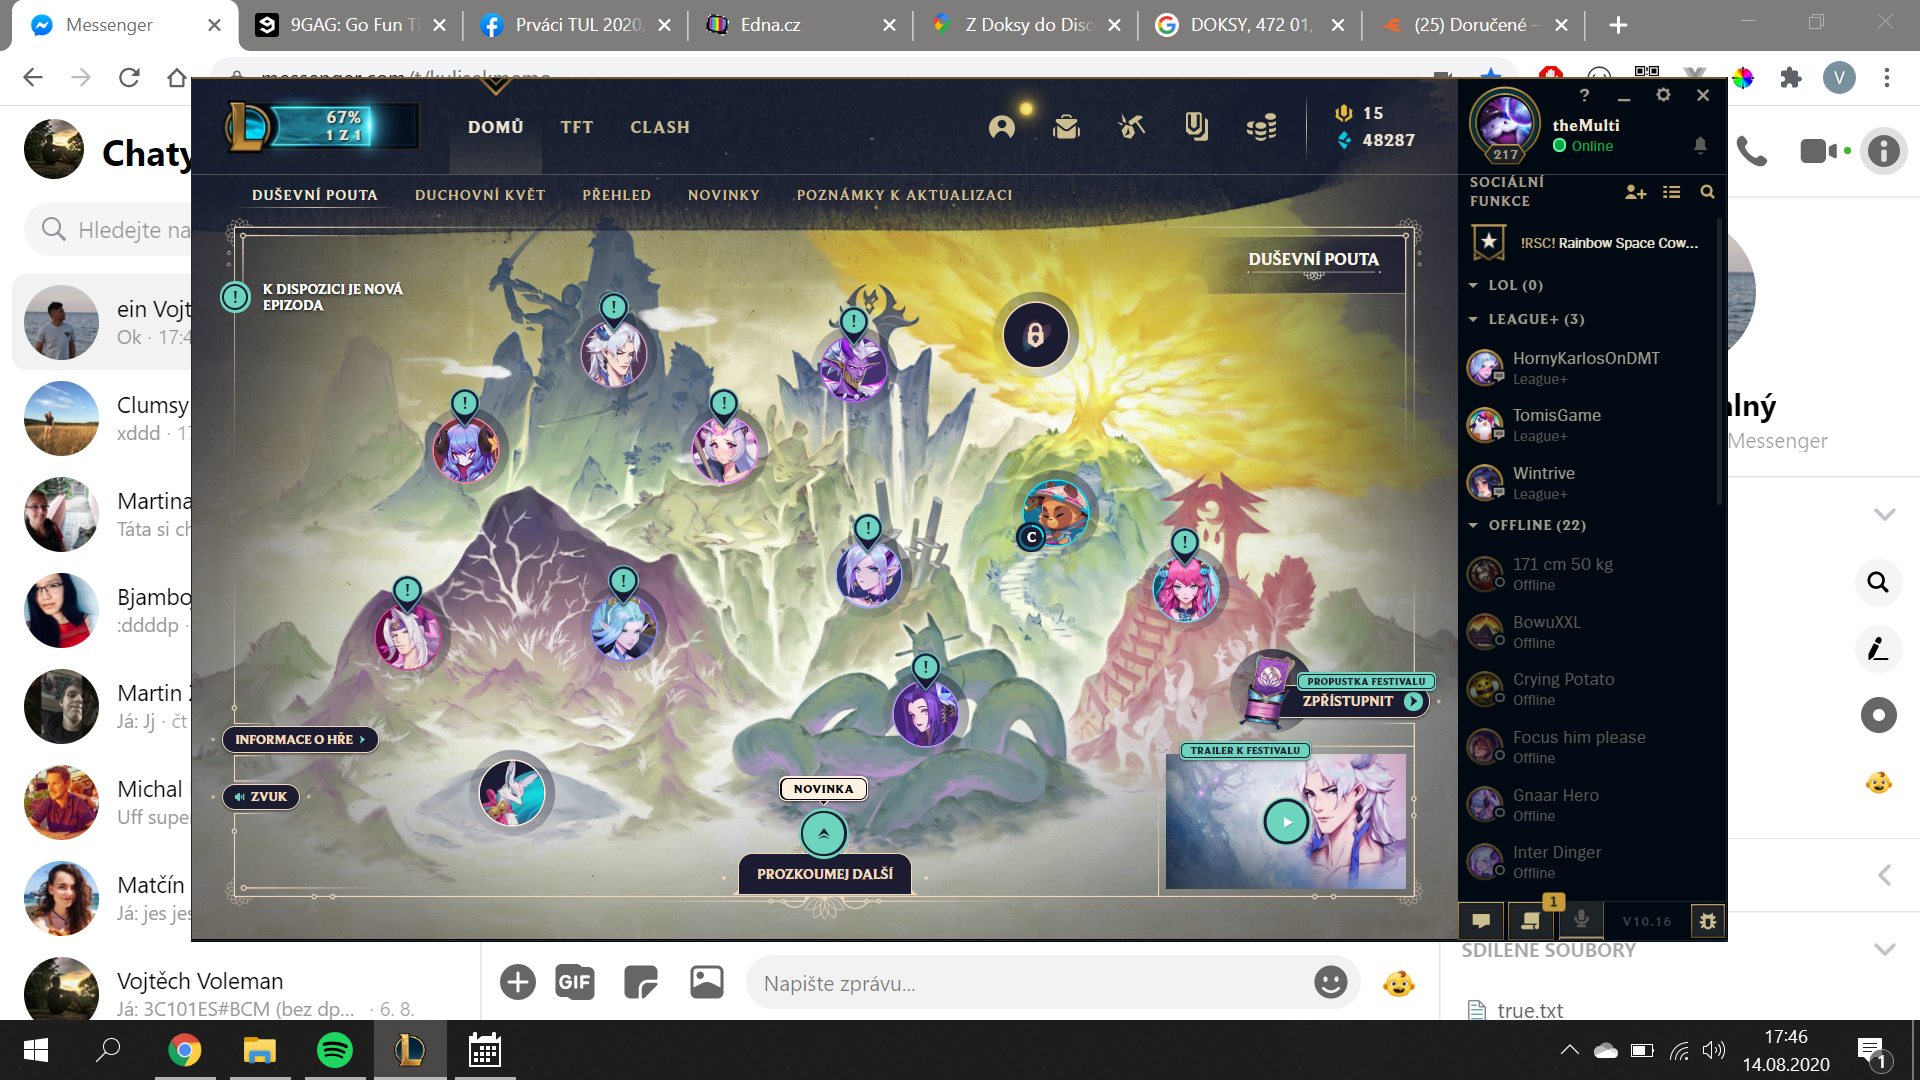 Messenger
9GAG: Go Fun T
Prváci TUL 2020
Edna.cz
Z Doksy do Disc
DOKSY, 472 01,
(25) Doručené –
V
Chaty
Hledejte na
ein Vojt
Ok · 17:4
Clumsy
xddd · 17
Martina
Táta si ch
Bjambo
:ddddp ·
Martin Z
Já: Jj · čt
Michal
Uff supe
Matčín
Já: jes jes
Vojtěch Voleman
Já: 3C101ES#BCM (bez dp... · 6. 8.
67%
1 Z 1
DOMŮ
TFT
CLASH
15
48287
DUŠEVNÍ POUTA
DUCHOVNÍ KVĚT
PŘEHLED
NOVINKY
POZNÁMKY K AKTUALIZACI
K DISPOZICI JE NOVÁ
EPIZODA
DUŠEVNÍ POUTA
C
INFORMACE O HŘE
ZVUK
NOVINKA
PROZKOUMEJ DALŠÍ
PROPUSTKA FESTIVALU
ZPŘÍSTUPNIT
TRAILER K FESTIVALU
217
theMulti
Online
SOCIÁLNÍ
FUNKCE
!RSC! Rainbow Space Cow...
LOL (0)
LEAGUE+ (3)
HornyKarlosOnDMT
League+
TomisGame
League+
Wintrive
League+
OFFLINE (22)
171 cm 50 kg
Offline
BowuXXL
Offline
Crying Potato
Offline
Focus him please
Offline
Gnaar Hero
Offline
Inter Dinger
Offline
1
V10.16
alný
Messenger
SDÍLENÉ SOUBORY
true.txt
GIF
Napište zprávu...
17:46
14.08.2020
1